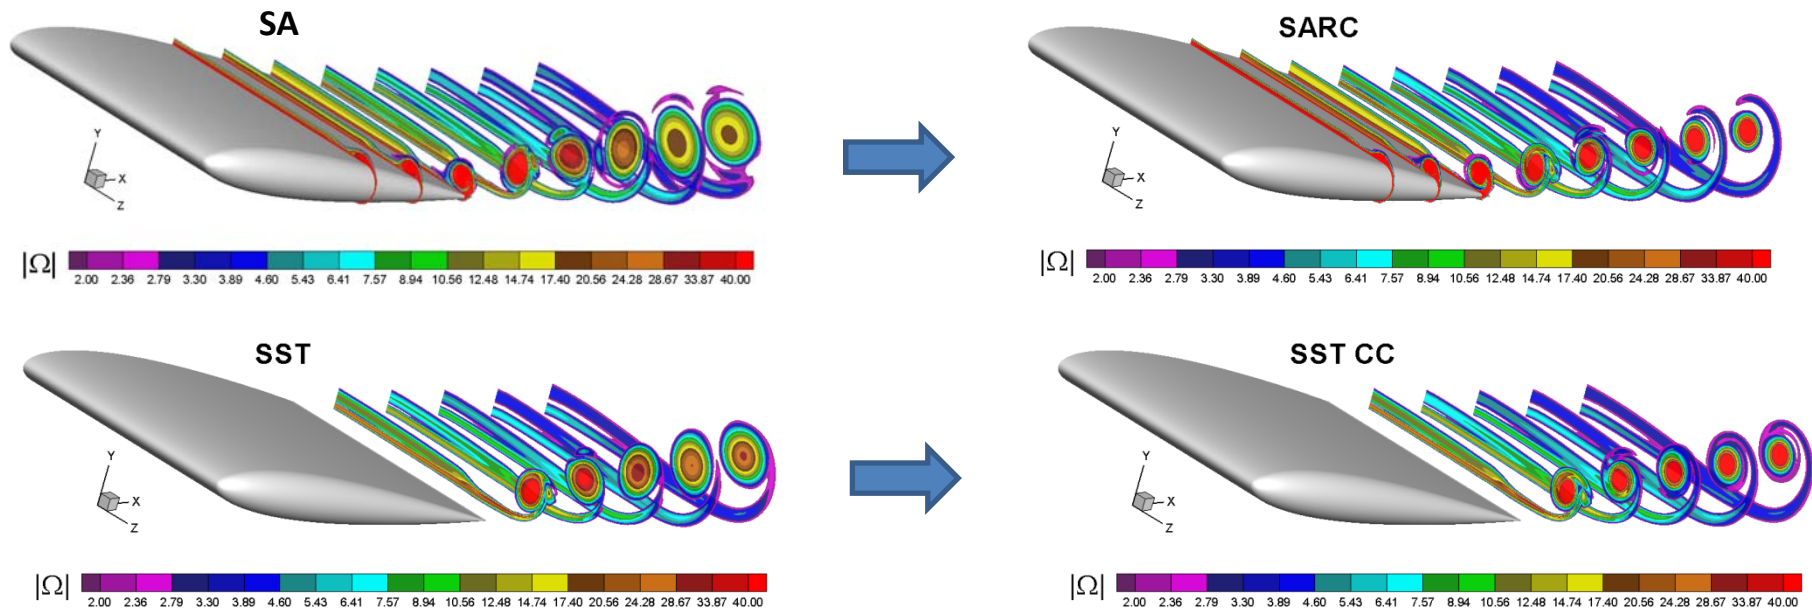 SA
SARC
Y
X
Z
Y
X
Z
|Ω|
2.00 2.36 2.79 3.30 3.89 4.60 5.43 6.41 7.57 8.94 10.56 12.48 14.74 17.40 20.56 24.28 28.67 33.87 40.00
|Ω|
2.00 2.36 2.79 3.30 3.89 4.60 5.43 6.41 7.57 8.94 10.56 12.48 14.74 17.40 20.56 24.28 28.67 33.87 40.00
SST
SST CC
Y
X
Z
Y
X
Z
|Ω|
2.00 2.36 2.79 3.30 3.89 4.60 5.43 6.41 7.57 8.94 10.56 12.48 14.74 17.40 20.56 24.28 28.67 33.87 40.00
|Ω|
2.00 2.36 2.79 3.30 3.89 4.60 5.43 6.41 7.57 8.94 10.56 12.48 14.74 17.40 20.56 24.28 28.67 33.87 40.00